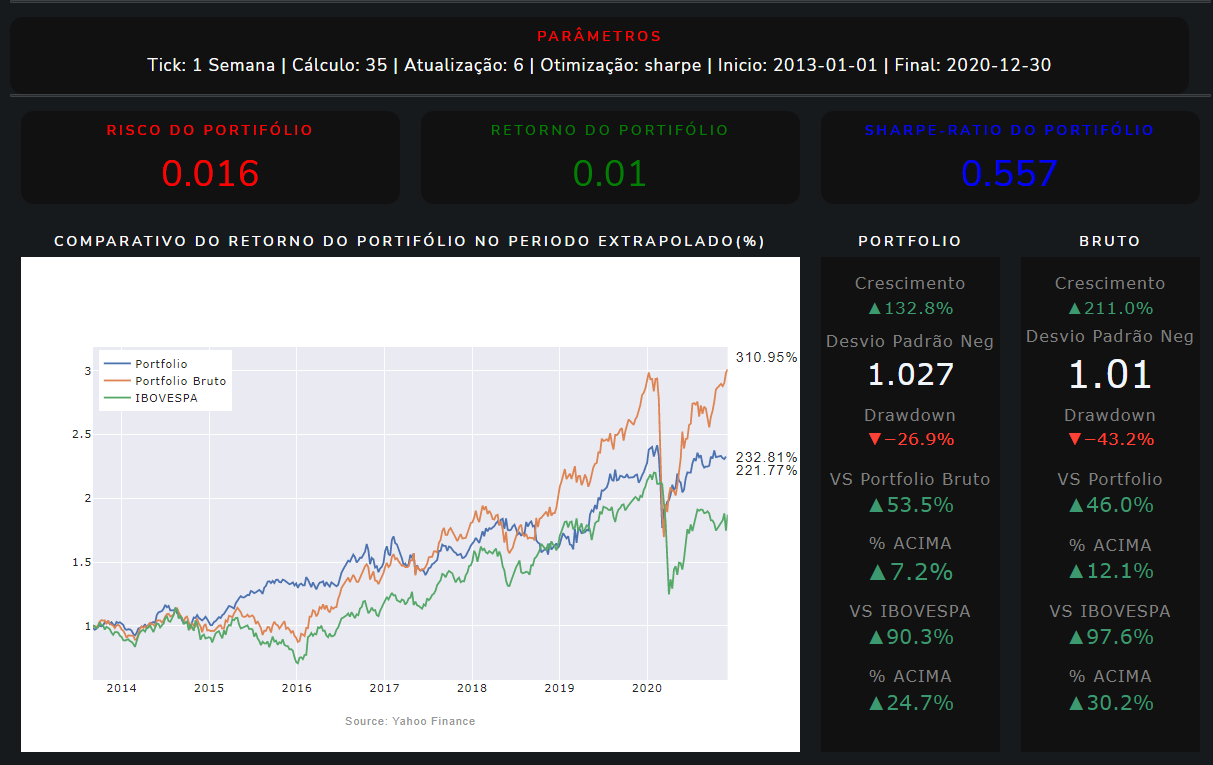 PARÂMETROS
Tick: 1 Semana | Cálculo: 35 | Atualização: 6 | Otimização: sharpe | Inicio: 2013-01-01 | Final: 2020-12-30
RISCO DO PORTIFÓLIO
0.016
RETORNO DO PORTIFÓLIO
0.01
SHARPE-RATIO DO PORTIFÓLIO
0.557
COMPARATIVO DO RETORNO DO PORTIFÓLIO NO PERIODO EXTRAPOLADO(%)
Portfolio
Portfolio Bruto
IBOVESPA
3
2.5
2
1.5
1
310.95%
232.81%
221.77%
2014 2015 2016 2017 2018 2019 2020
Source: Yahoo Finance
PORTFOLIO
Crescimento
▲132.8%
Desvio Padrão Neg
1.027
Drawdown
▼−26.9%
VS Portfolio Bruto
▲53.5%
% ACIMA
▲7.2%
VS IBOVESPA
▲90.3%
% ACIMA
▲24.7%
BRUTO
Crescimento
▲211.0%
Desvio Padrão Neg
1.01
Drawdown
▼−43.2%
VS Portfolio
▲46.0%
% ACIMA
▲12.1%
VS IBOVESPA
▲97.6%
% ACIMA
▲30.2%